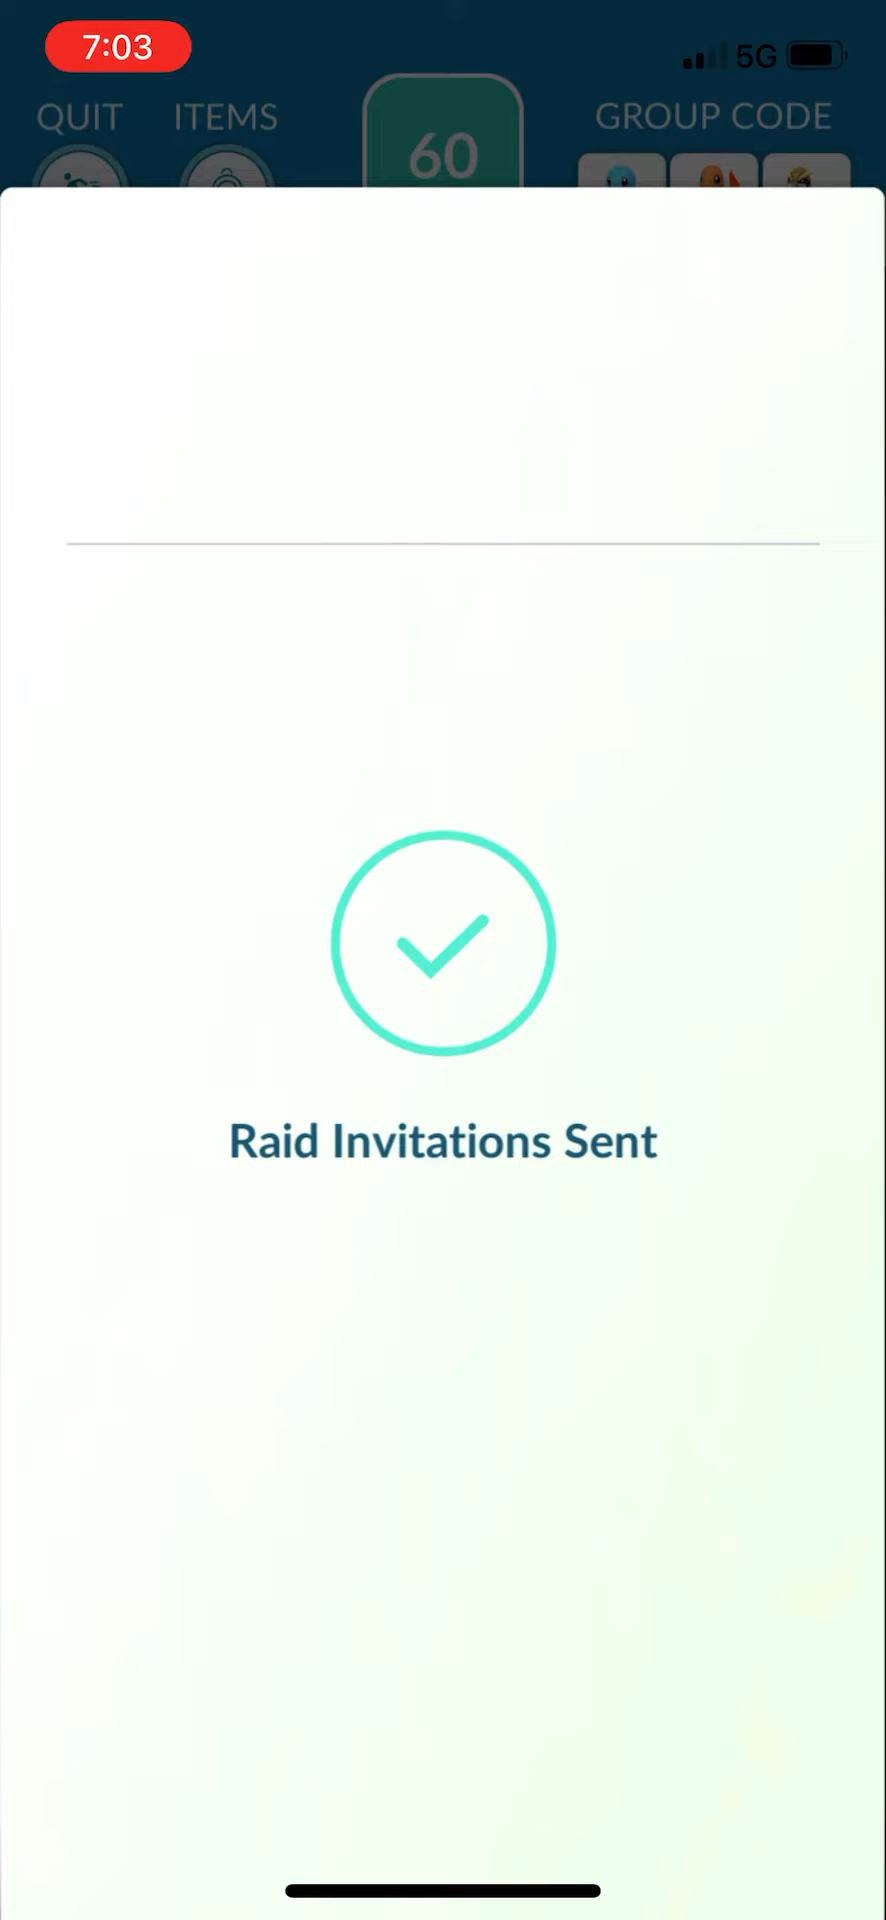 7:03
5G
QUIT ITEMS
60
GROUP CODE
Raid Invitations Sent